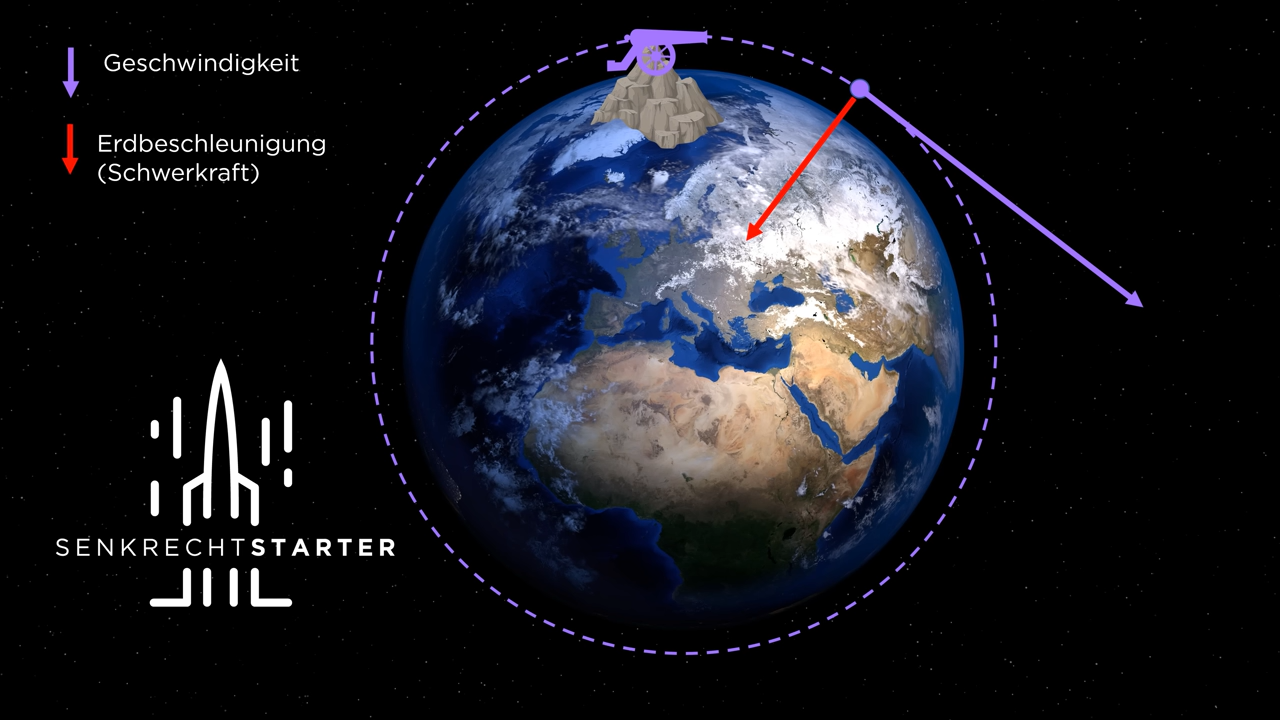 Geschwindigkeit
Erdbeschleunigung
(Schwerkraft)
SENKRECHTSTARTER